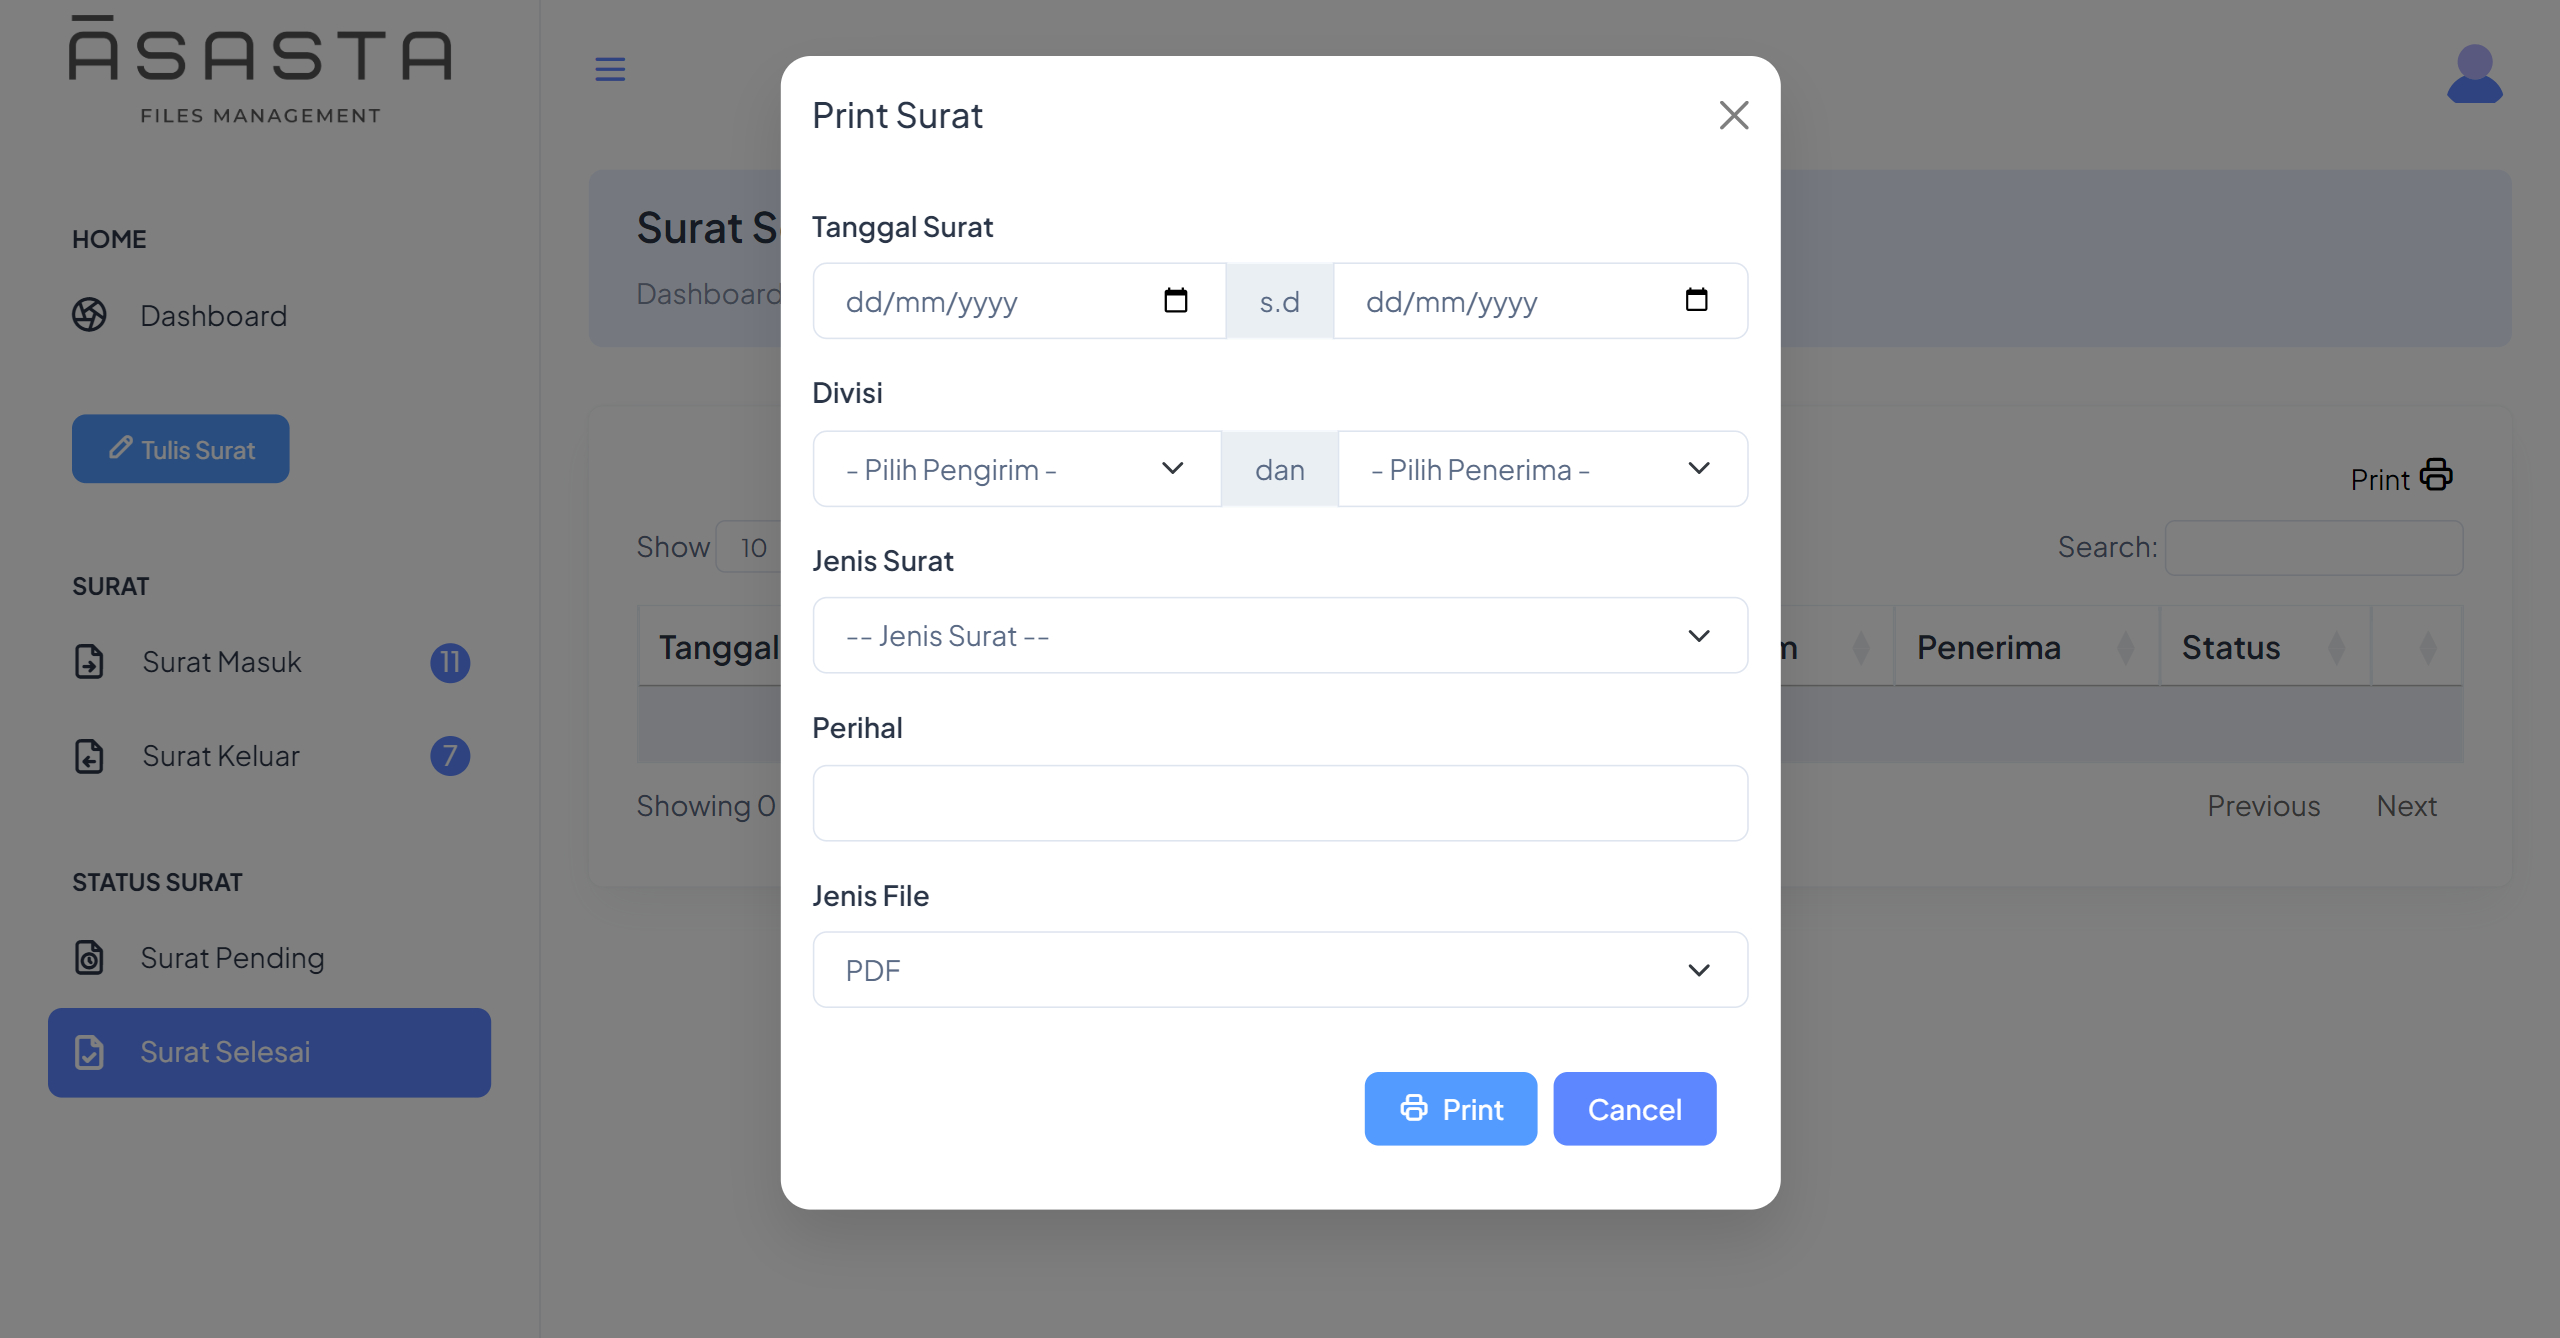 ĀSASTA
FILES MANAGEMENT
HOME
Dashboard
Tulis Surat
SURAT
Surat Masuk 11
Surat Keluar 7
STATUS SURAT
Surat Pending
Surat Selesai
Surat S
Dashboard
Print
Show 10
Search:
Tanggal
m Penerima Status
Showing 0
Previous Next
Print Surat
Tanggal Surat
dd/mm/yyyy s.d dd/mm/yyyy
Divisi
- Pilih Pengirim - dan - Pilih Penerima -
Jenis Surat
-- Jenis Surat --
Perihal
Jenis File
PDF
Print Cancel